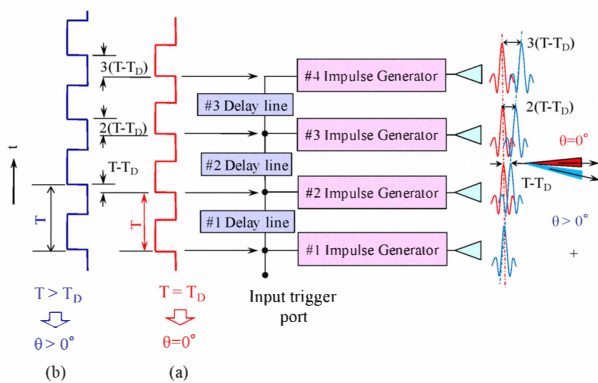 3(T-T_D)
3(T-T_D)
#4 Impulse Generator
#3 Delay line
2(T-T_D)
2(T-T_D)
#3 Impulse Generator
t
θ=0°
#2 Delay line
T-T_D
T-T_D
#2 Impulse Generator
T
T
#1 Delay line
θ>0°
#1 Impulse Generator
+
T>T_D
T=T_D
Input trigger
port
θ>0°
θ=0°
(b)
(a)